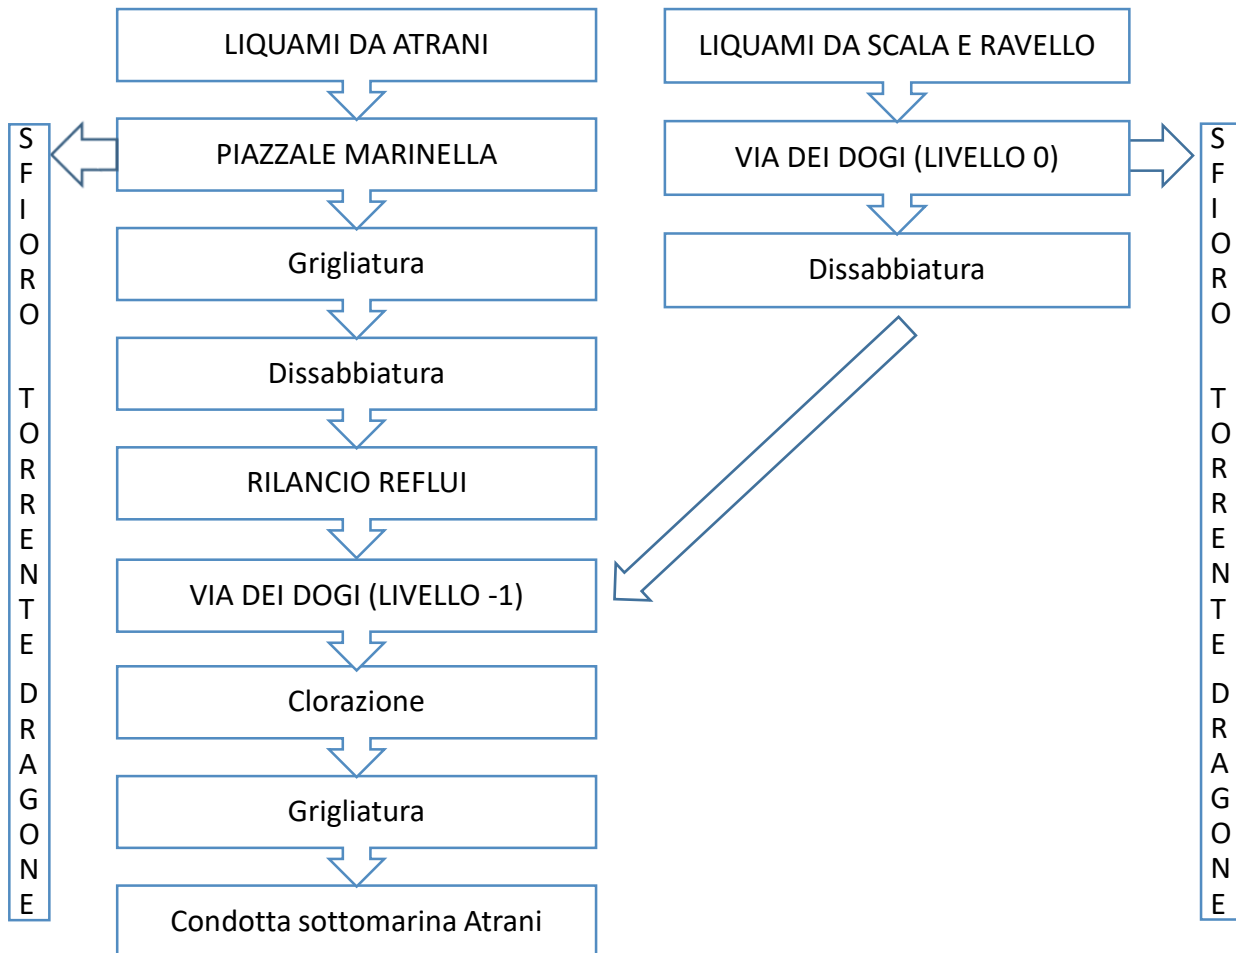 LIQUAMI DA ATRANI
LIQUAMI DA SCALA E RAVELLO
PIAZZALE MARINELLA
VIA DEI DOGI (LIVELLO 0)
Grigliatura
Dissabbiatura
Dissabbiatura
RILANCIO REFLUI
VIA DEI DOGI (LIVELLO -1)
Clorazione
Grigliatura
Condotta sottomarina Atrani
SFIORO TORRENTE DRAGONE
SFIORO TORRENTE DRAGONE